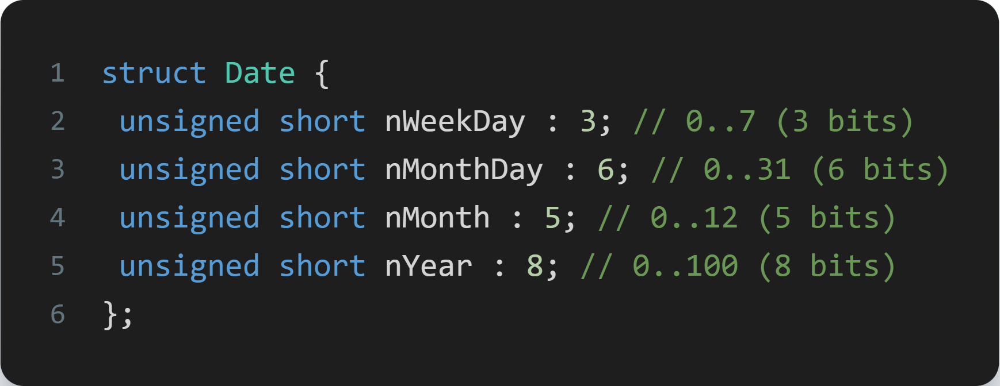 1 struct Date {
2 unsigned short nWeekDay : 3; // 0..7 (3 bits)
3 unsigned short nMonthDay : 6; // 0..31 (6 bits)
4 unsigned short nMonth : 5; // 0..12 (5 bits)
5 unsigned short nYear : 8; // 0..100 (8 bits)
6 };